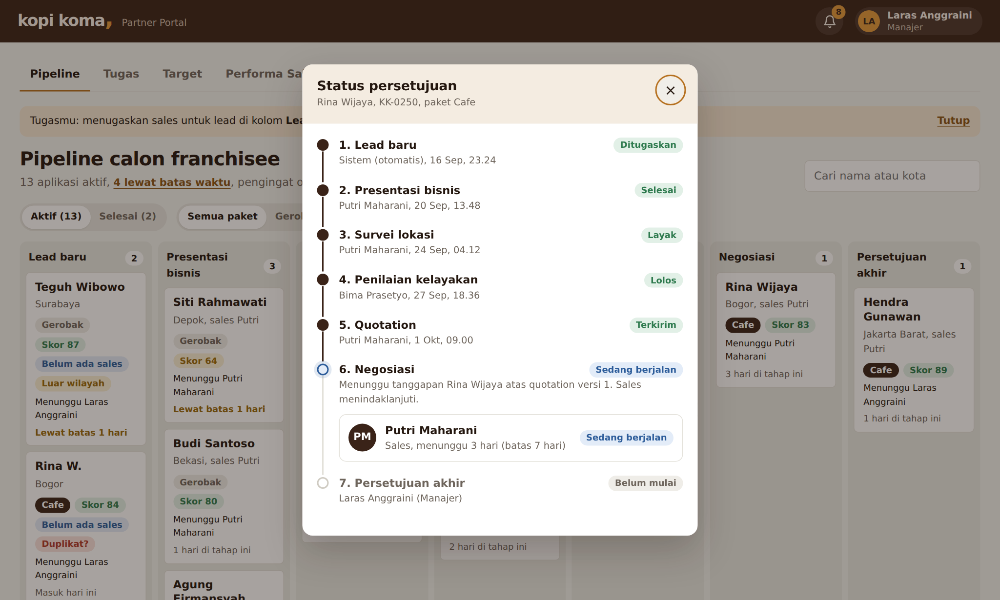 kopi koma,
Partner Portal
8
LA
Laras Anggraini
Manajer
Pipeline
Tugas
Target
Performa Sa
Tugasmu: menugaskan sales untuk lead di kolom Lea
Tutup
Pipeline calon franchisee
13 aplikasi aktif, 4 lewat batas waktu, pengingat o
Cari nama atau kota
Aktif (13)
Selesai (2)
Semua paket
Gerob
Lead baru
2
Teguh Wibowo
Surabaya
Gerobak
Skor 87
Belum ada sales
Luar wilayah
Menunggu Laras
Anggraini
Lewat batas 1 hari
Rina W.
Bogor
Cafe
Skor 84
Belum ada sales
Duplikat?
Menunggu Laras
Anggraini
Masuk hari ini
Presentasi
bisnis
3
Siti Rahmawati
Depok, sales Putri
Gerobak
Skor 64
Menunggu Putri
Maharani
Lewat batas 1 hari
Budi Santoso
Bekasi, sales Putri
Gerobak
Skor 80
Menunggu Putri
Maharani
1 hari di tahap ini
Agung
Firmansyah
2 hari di tahap ini
Negosiasi
1
Rina Wijaya
Bogor, sales Putri
Cafe
Skor 83
Menunggu Putri
Maharani
3 hari di tahap ini
Persetujuan
akhir
1
Hendra
Gunawan
Jakarta Barat, sales
Putri
Cafe
Skor 89
Menunggu Laras
Anggraini
1 hari di tahap ini
Status persetujuan
Rina Wijaya, KK-0250, paket Cafe
1. Lead baru
Ditugaskan
Sistem (otomatis), 16 Sep, 23.24
2. Presentasi bisnis
Selesai
Putri Maharani, 20 Sep, 13.48
3. Survei lokasi
Layak
Putri Maharani, 24 Sep, 04.12
4. Penilaian kelayakan
Lolos
Bima Prasetyo, 27 Sep, 18.36
5. Quotation
Terkirim
Putri Maharani, 1 Okt, 09.00
6. Negosiasi
Sedang berjalan
Menunggu tanggapan Rina Wijaya atas quotation versi 1. Sales
menindaklanjuti.
PM
Putri Maharani
Sales, menunggu 3 hari (batas 7 hari)
Sedang berjalan
7. Persetujuan akhir
Belum mulai
Laras Anggraini (Manajer)